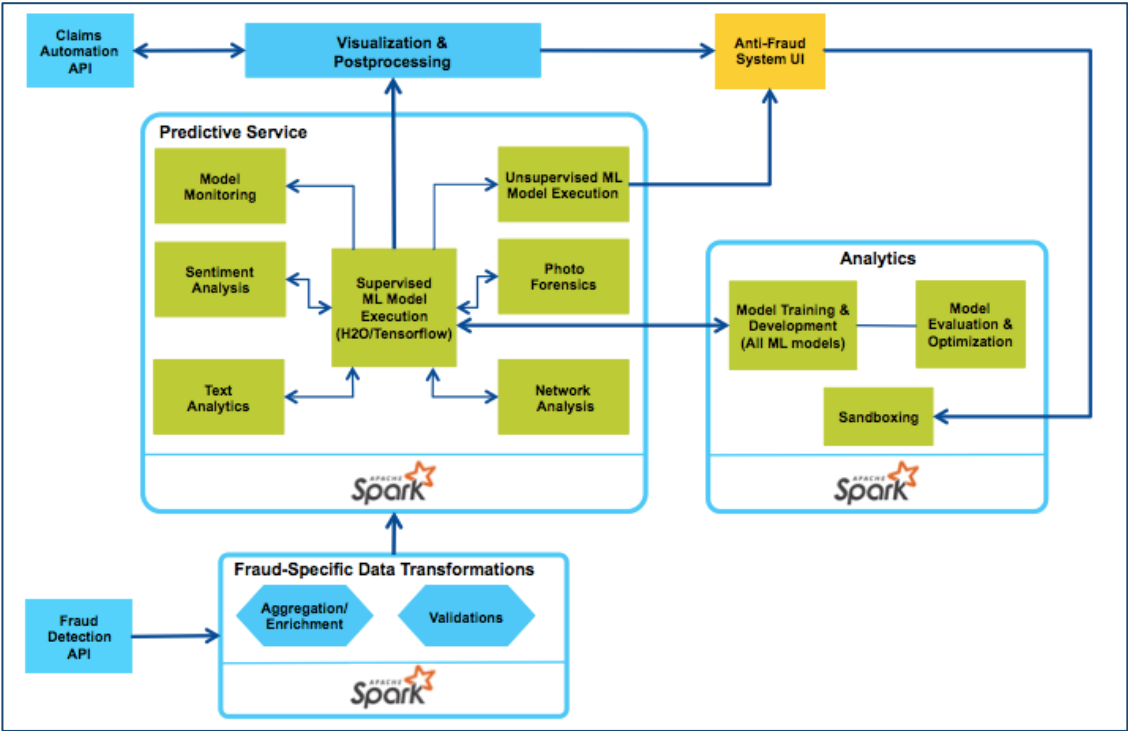 Claims
Automation
API
Visualization &
Postprocessing
Anti-Fraud
System UI
Predictive Service
Model
Monitoring
Unsupervised ML
Model Execution
Sentiment
Analysis
Supervised
ML Model
Execution
(H2O/Tensorflow)
Photo
Forensics
Text
Analytics
Network
Analysis
APACHE
Spark
Analytics
Model Training &
Development
(All ML models)
Model
Evaluation &
Optimization
Sandboxing
APACHE
Spark
Fraud-Specific Data Transformations
Aggregation/
Enrichment
Validations
Fraud
Detection
API
APACHE
Spark